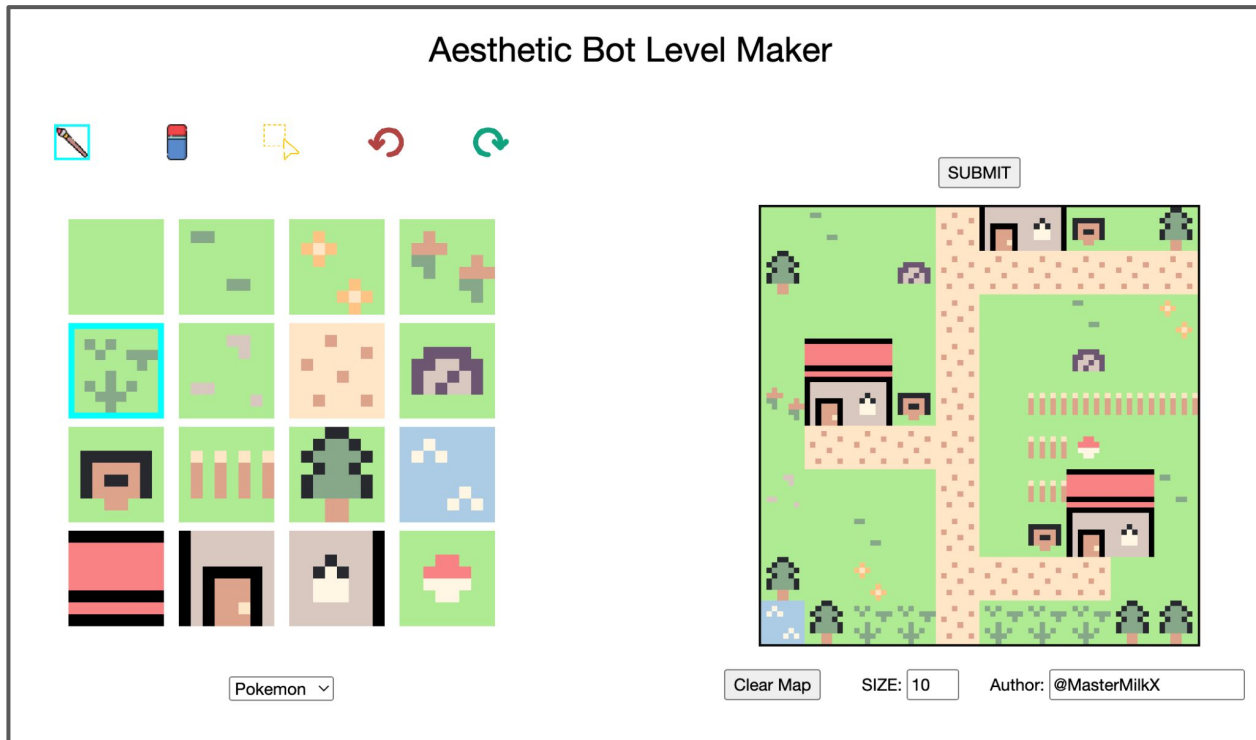 Aesthetic Bot Level Maker
SUBMIT
Pokemon
Clear Map SIZE: 10 Author: @MasterMilkX